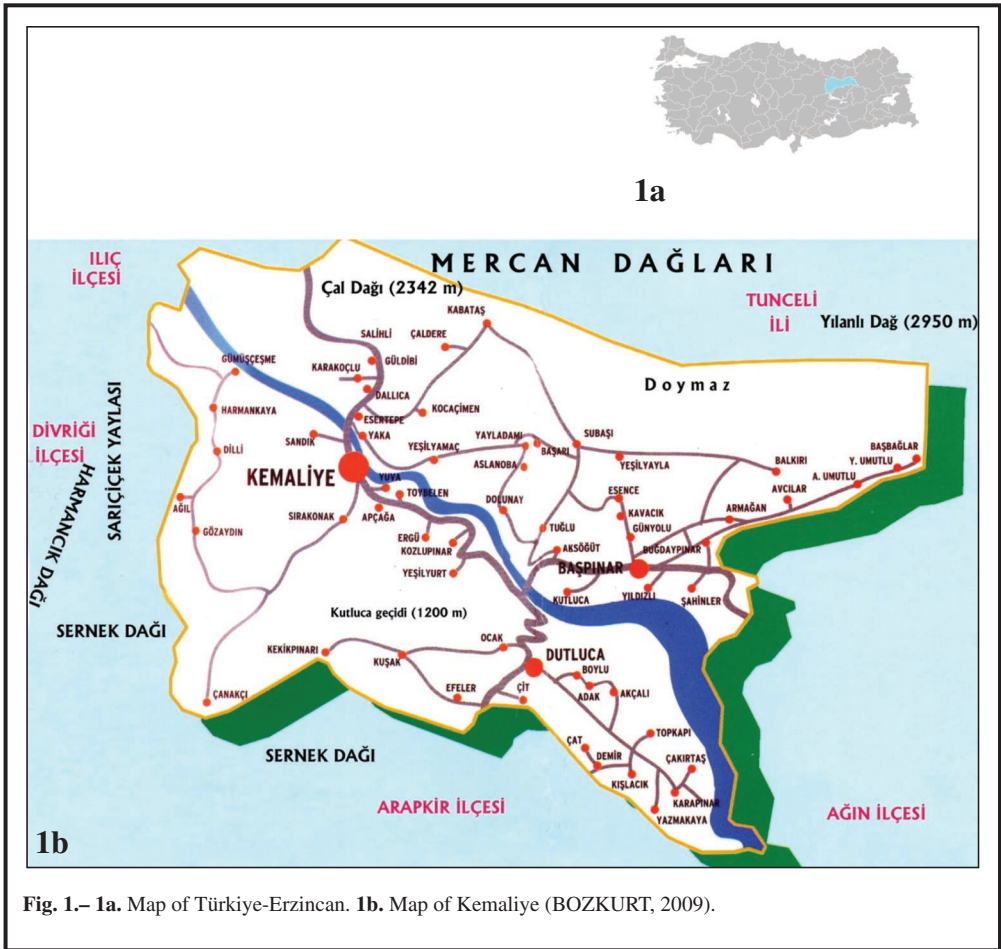 1a
ILIÇ
İLÇESİ
MERCAN DAĞLARI
Çal Dağı (2342 m)
TUNCELİ
İLİ
Yılanlı Dağ (2950 m)
KABATAŞ
SALİHLİ
ÇALDERE
GÜLDİBİ
GÜMÜŞÇEŞME
KARAKOÇLU
DALLICA
Doymaz
HARMANKAYA
KOCAÇİMEN
ESERTEPE
DİVRİĞİ
İLÇESİ
SARIÇİÇEK YAYLASI
HARMANCIK DAĞI
SANDIK
YAKA
YAYLADAMI
SUBAŞI
DİLLİ
YEŞİLYAMAÇ
BAŞARI
BAŞBAĞLAR
KEMALİYE
ASLANOBA
YEŞİLYAYLA
BALKIRI
Y. UMUTLU
YUVA
A. UMUTLU
AĞIL
TOYBELEN
DOLUNAY
ESENCE
AVCILAR
SIRAKONAK
APÇAĞA
KAVACIK
ARMAĞAN
GÖZAYDIN
ERGÜ
TUĞLU
GÜNYOLU
KOZLUPINAR
AKSÖĞÜT
BUĞDAYPINAR
YEŞİLYURT
BAŞPINAR
KUTLUCA
YILDIZLI
ŞAHİNLER
Kutluca geçidi (1200 m)
SERNEK DAĞI
OCAK
KEKİKPINARI
KUŞAK
DUTLUCA
BOYLU
EFELER
ÇİT
ADAK
AKÇALI
ÇANAKÇI
TOPKAPI
ÇAT
SERNEK DAĞI
DEMİR
ÇAKIRTAŞ
KIŞLACIK
ARAPKİR İLÇESİ
KARAPINAR
YAZMAKAYA
AĞIN İLÇESİ
1b
Fig. 1.– 1a. Map of Türkiye-Erzincan. 1b. Map of Kemaliye (BOZKURT, 2009).